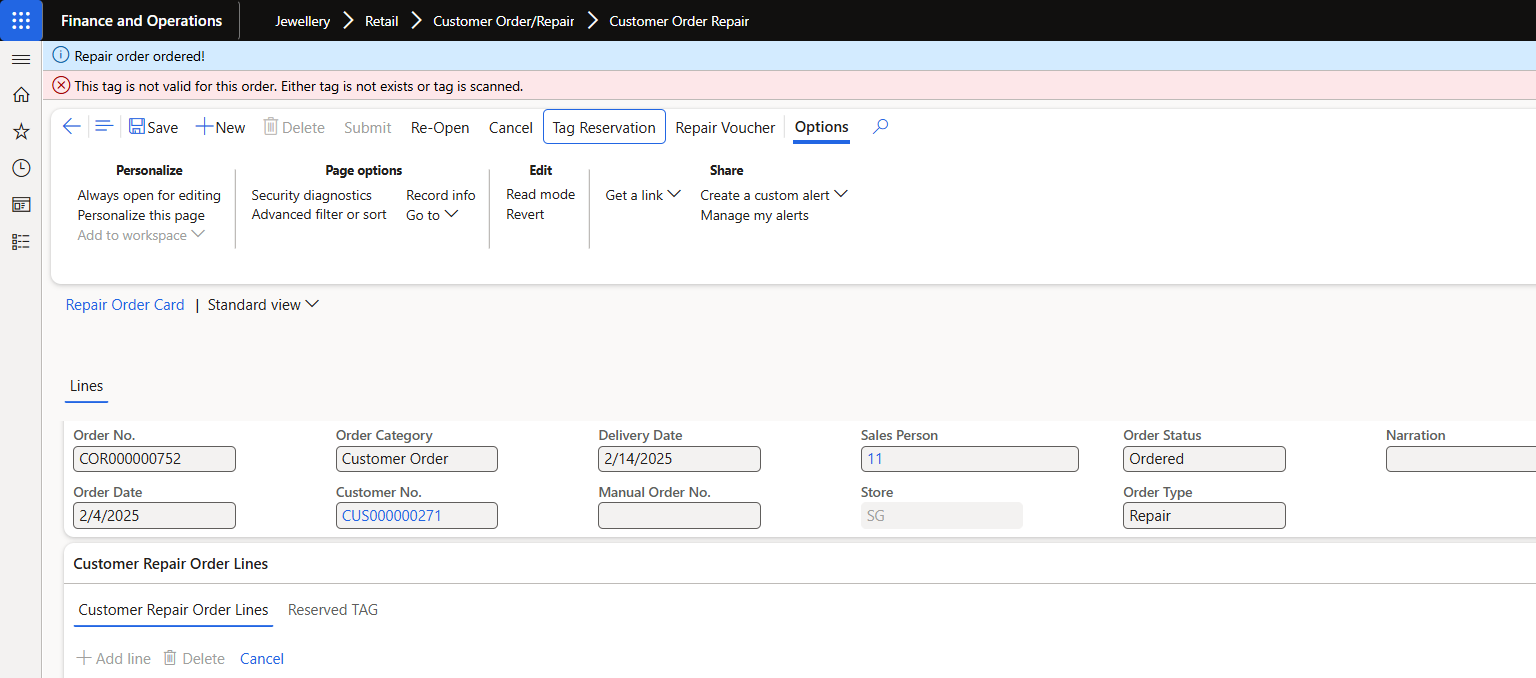 Finance and Operations Jewellery Retail Customer Order/Repair Customer Order Repair
Repair order ordered!
This tag is not valid for this order. Either tag is not exists or tag is scanned.
Save New Delete Submit Re-Open Cancel Tag Reservation Repair Voucher Options
Personalize Page options Edit Share
Always open for editing Security diagnostics Record info Read mode Get a link Create a custom alert
Personalize this page Advanced filter or sort Go to Revert Manage my alerts
Add to workspace
Repair Order Card | Standard view
Lines
Order No. Order Category Delivery Date Sales Person Order Status Narration
COR000000752 Customer Order 2/14/2025 11 Ordered
Order Date Customer No. Manual Order No. Store Order Type
2/4/2025 CUS000000271 SG Repair
Customer Repair Order Lines
Customer Repair Order Lines Reserved TAG
Add line Delete Cancel